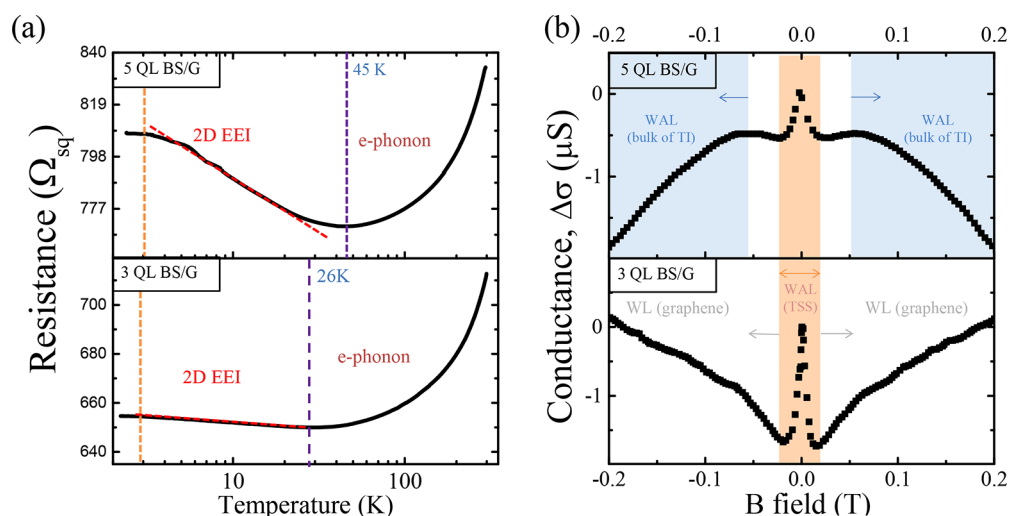 (a)
840
819
798
777
5 QL BS/G
45 K
2D EEI
e-phonon
700
680
660
640
3 QL BS/G
26K
2D EEI
e-phonon
10
100
Resistance (Ωsq)
Temperature (K)
(b)
-0.2
-0.1
0.0
0.1
0.2
5 QL BS/G
0
-1
WAL
(bulk of TI)
WAL
(bulk of TI)
3 QL BS/G
WAL
(TSS)
WL (graphene)
WL (graphene)
0
-1
-0.2
-0.1
0.0
0.1
0.2
Conductance, Δσ (μS)
B field (T)